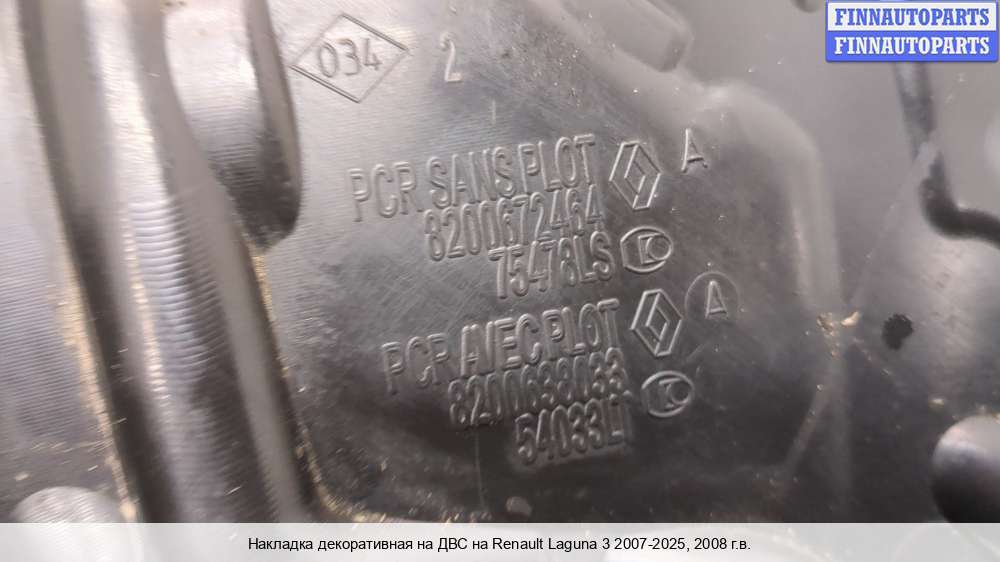 FINNAUTOPARTS
FINNAUTOPARTS
034 2
PCR SANS PLOT A
8200672464
75478LS
PCR AVEC PLOT A
8200638033
Накладка декоративная на ДВС на Renault Laguna 3 2007-2025, 2008 г.в.